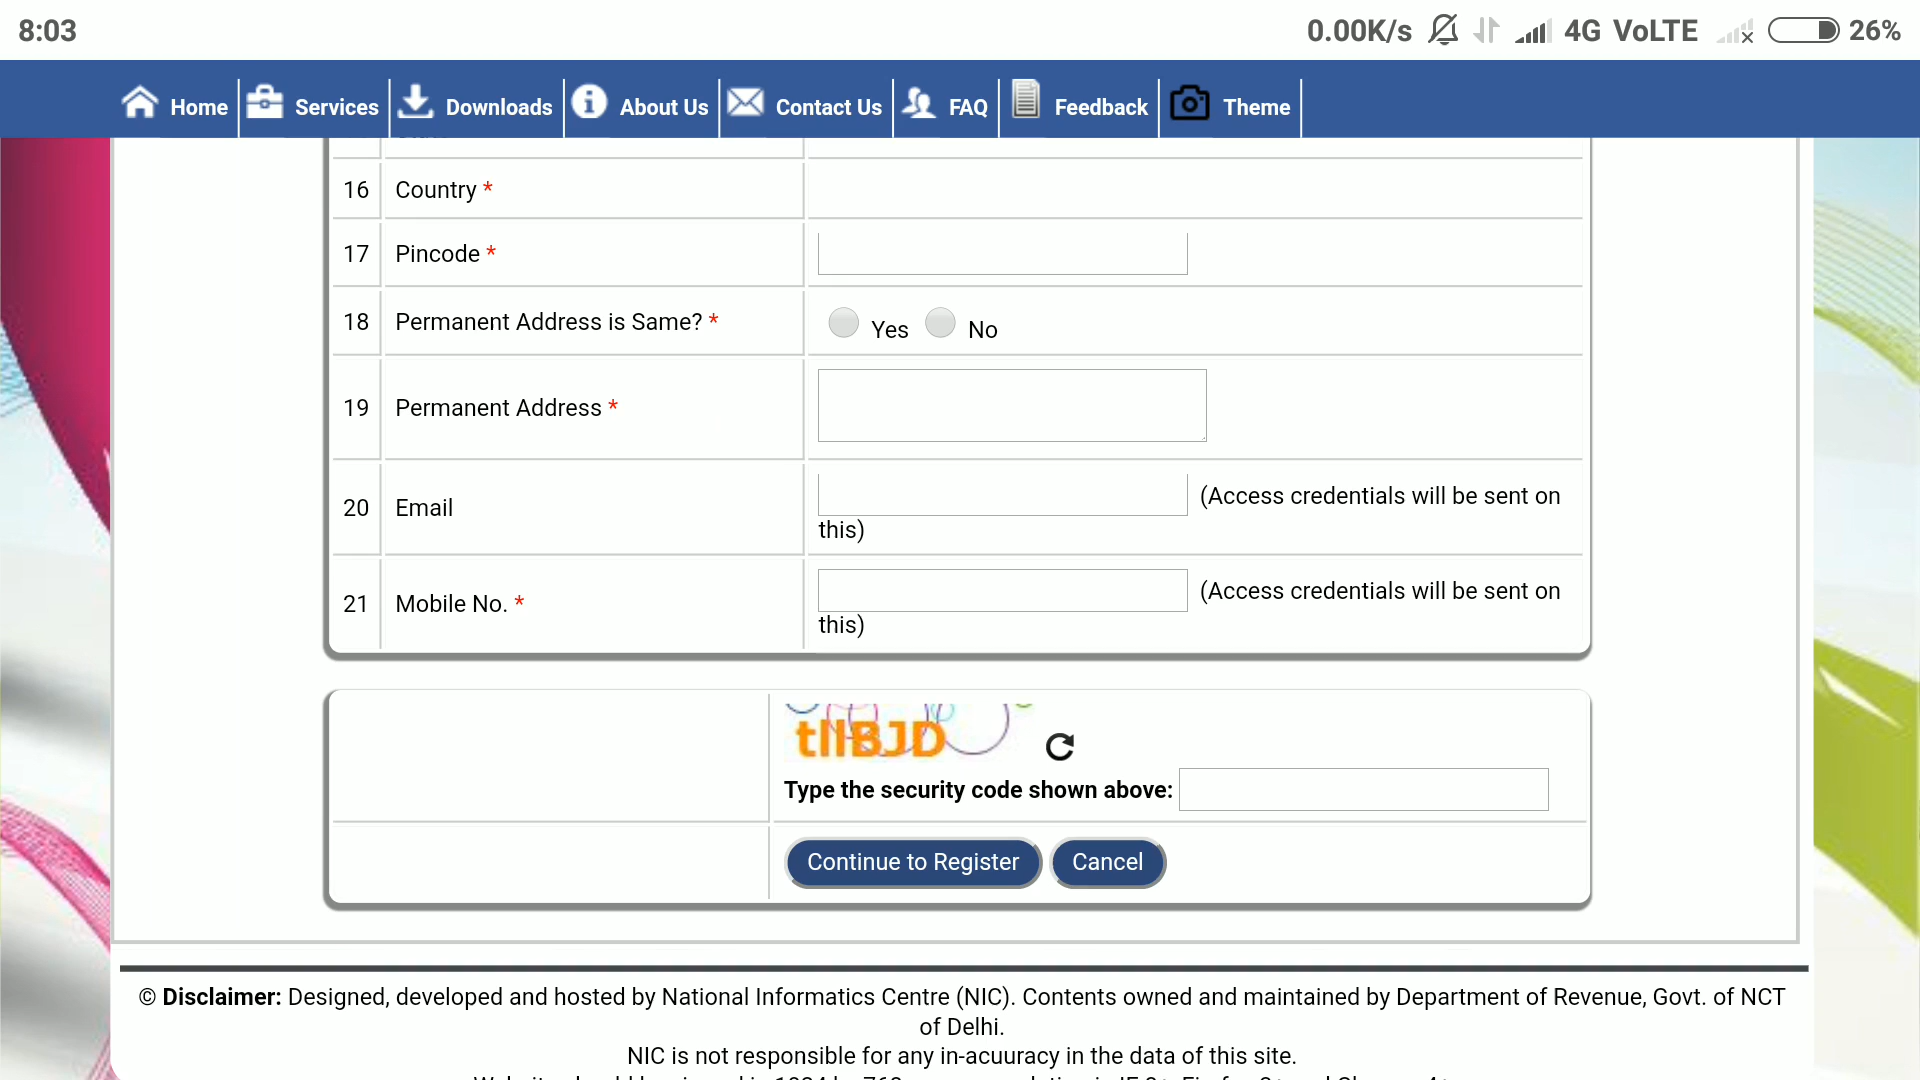 8:03 0.00K/s 4G VoLTE 26%
Home Services Downloads About Us Contact Us FAQ Feedback Theme
16 Country *
17 Pincode *
18 Permanent Address is Same? * Yes No
19 Permanent Address *
20 Email (Access credentials will be sent on
this)
21 Mobile No. * (Access credentials will be sent on
this)
Type the security code shown above:
Continue to Register Cancel
© Disclaimer: Designed, developed and hosted by National Informatics Centre (NIC). Contents owned and maintained by Department of Revenue, Govt. of NCT
of Delhi.
NIC is not responsible for any in-acuuracy in the data of this site.